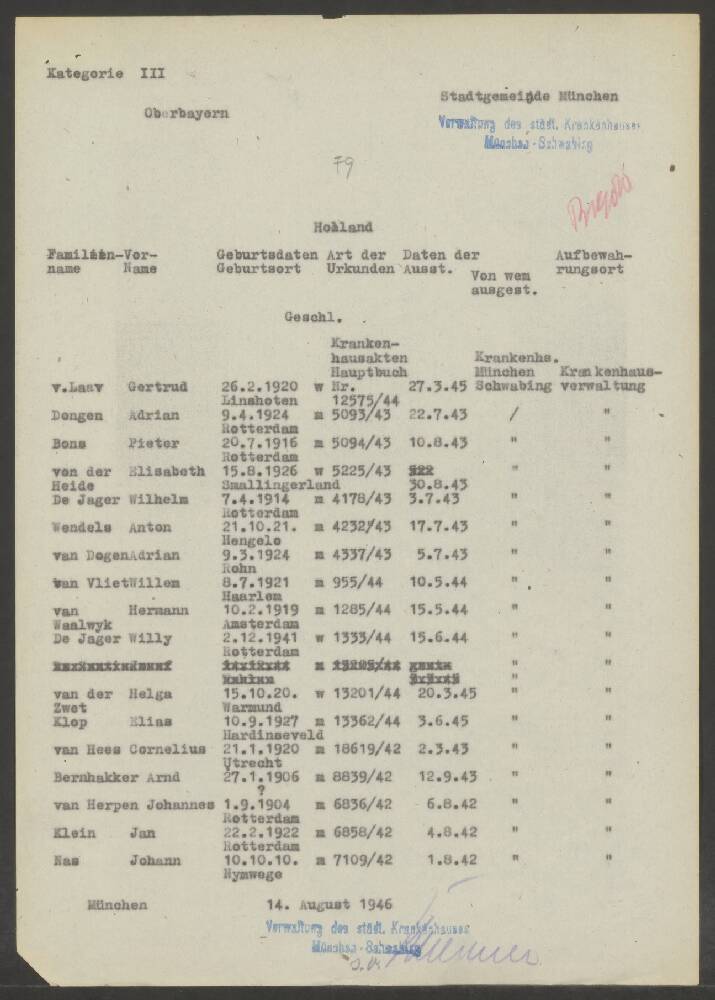 Kategorie III
Stadtgemeinde München
Oberbayern
Verwaltung des städt. Krankenhauses
München - Schwabing
79
Holland
Familien-Vor- Geburtsdaten Art der Daten der Aufbewah-
name Name Geburtsort Urkunden Ausst. Von wem rungsort
ausgest.
Geschl.
Kranken-
hausakten Krankenhs.
Hauptbuch München Krankenhaus-
v.Laav Gertrud 26.2.1920 w Nr. 27.3.45 Schwabing verwaltung
Linshoten 12575/44
Dongen Adrian 9.4.1924 m 5093/43 22.7.43 / "
Rotterdam
Bons Pieter 20.7.1916 m 5094/43 10.8.43 " "
Rotterdam
von der Elisabeth 15.8.1926 w 5225/43 " "
Heide Smallingerland 30.8.43
De Jager Wilhelm 7.4.1914 m 4178/43 3.7.43 " "
Rotterdam
Wendels Anton 21.10.21. m 4232/43 17.7.43 " "
Hengelo
van DogenAdrian 9.3.1924 m 4337/43 5.7.43 " "
Rohn
van VlietWillem 8.7.1921 m 955/44 10.5.44 " "
Haarlem
van Hermann 10.2.1919 m 1285/44 15.5.44 " "
Waalwyk Amsterdam
De Jager Willy 2.12.1941 w 1333/44 15.6.44 " "
Rotterdam
" "
"
van der Helga 15.10.20. w 13201/44 20.3.45 " "
Zwet Warmund
Klop Elias 10.9.1927 m 13362/44 3.6.45 " "
Hardinseveld
van Hees Cornelius 21.1.1920 m 18619/42 2.3.43 " "
Utrecht
Bernhakker Arnd 27.1.1906 m 8839/42 12.9.43 " "
?
van Herpen Johannes 1.9.1904 m 6836/42 6.8.42 " "
Rotterdam
Klein Jan 22.2.1922 m 6858/42 4.8.42 " "
Rotterdam
Nas Johann 10.10.10. m 7109/42 1.8.42 " "
Nymwege
München 14. August 1946
Verwaltung des städt. Krankenhauses
München - Schwabing